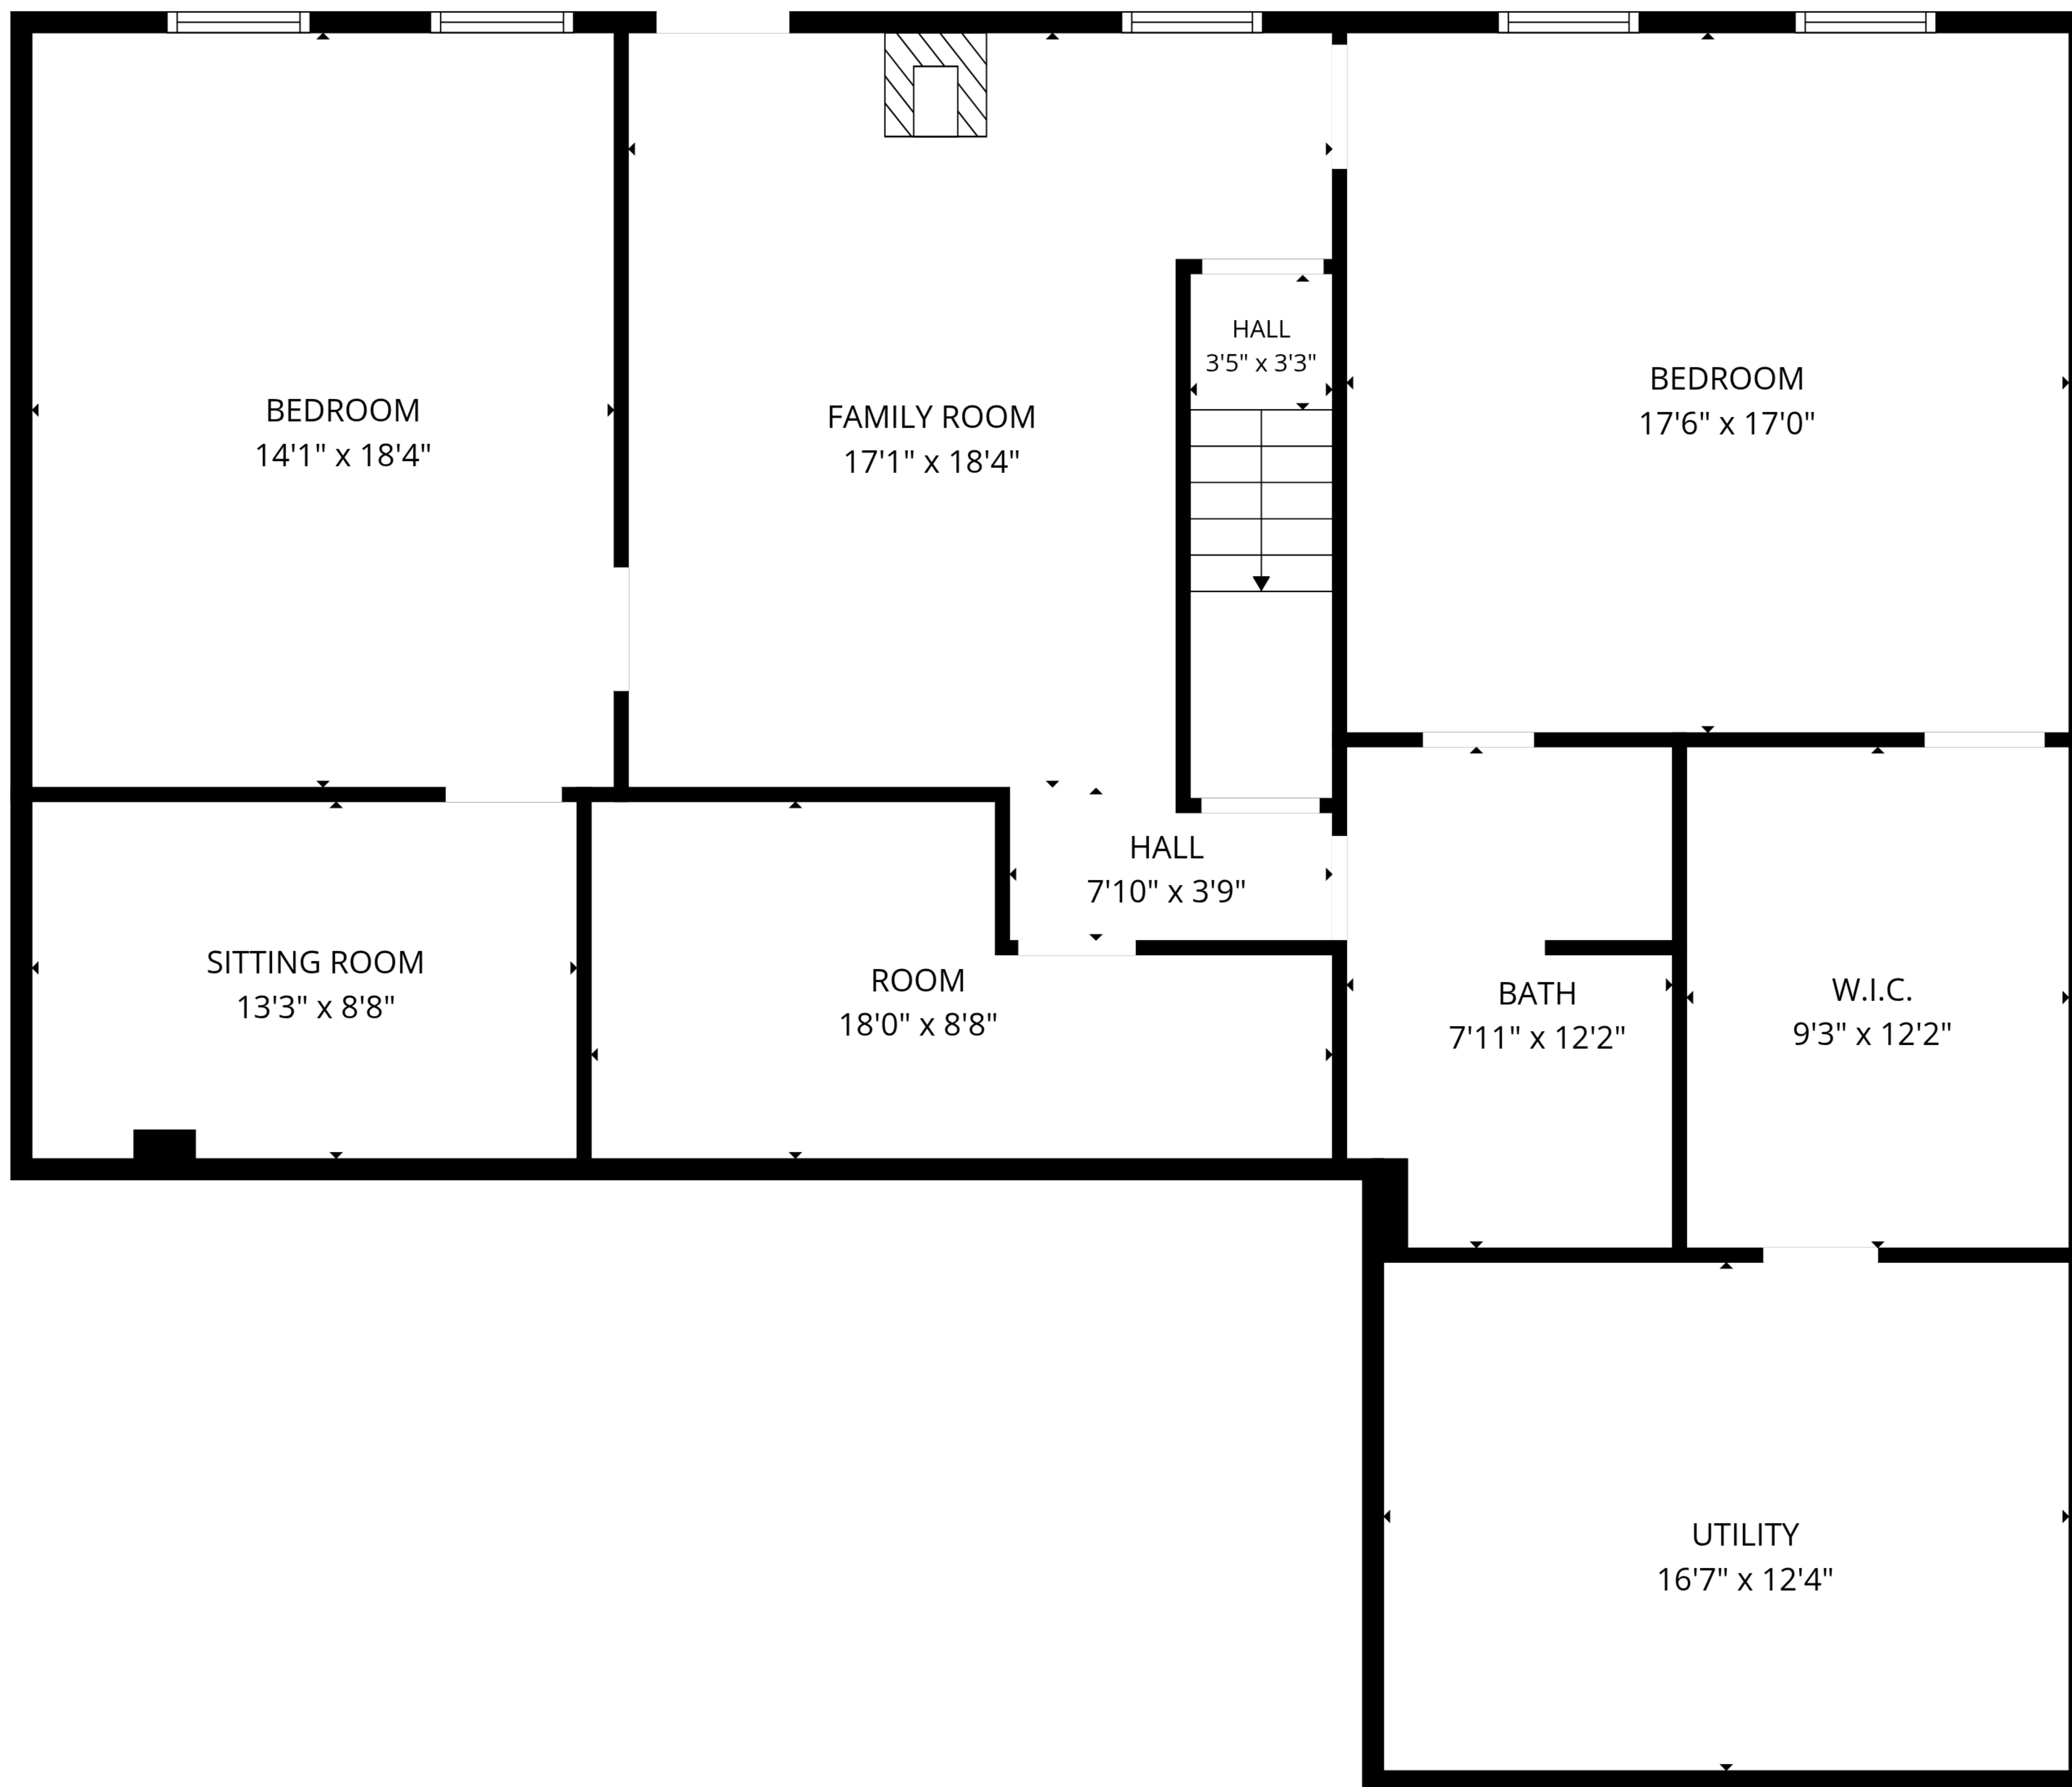 HALL
3'5" x 3'3"
BEDROOM
17'6" x 17'0"
BEDROOM
14'1" x 18'4"
FAMILY ROOM
17'1" x 18'4"
HALL
7'10" x 3'9"
SITTING ROOM
13'3" x 8'8"
ROOM
18'0" x 8'8"
BATH
7'11" x 12'2"
W.I.C.
9'3" x 12'2"
UTILITY
16'7" x 12'4"